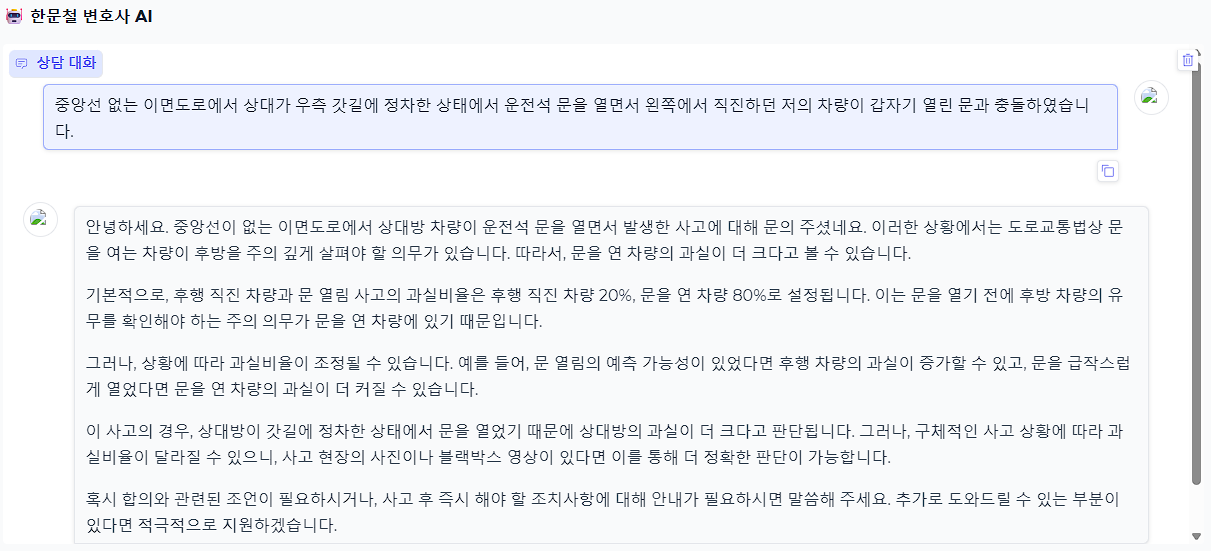 한문철 변호사 AI
상담 대화
중앙선 없는 이면도로에서 상대가 우측 갓길에 정차한 상태에서 운전석 문을 열면서 왼쪽에서 직진하던 저의 차량이 갑자기 열린 문과 충돌하였습니
다.
안녕하세요. 중앙선이 없는 이면도로에서 상대방 차량이 운전석 문을 열면서 발생한 사고에 대해 문의 주셨네요. 이러한 상황에서는 도로교통법상 문
을 여는 차량이 후방을 주의 깊게 살펴야 할 의무가 있습니다. 따라서, 문을 연 차량의 과실이 더 크다고 볼 수 있습니다.
기본적으로, 후행 직진 차량과 문 열림 사고의 과실비율은 후행 직진 차량 20%, 문을 연 차량 80%로 설정됩니다. 이는 문을 열기 전에 후방 차량의 유
무를 확인해야 하는 주의 의무가 문을 연 차량에 있기 때문입니다.
그러나, 상황에 따라 과실비율이 조정될 수 있습니다. 예를 들어, 문 열림의 예측 가능성이 있었다면 후행 차량의 과실이 증가할 수 있고, 문을 급작스럽
게 열었다면 문을 연 차량의 과실이 더 커질 수 있습니다.
이 사고의 경우, 상대방이 갓길에 정차한 상태에서 문을 열었기 때문에 상대방의 과실이 더 크다고 판단됩니다. 그러나, 구체적인 사고 상황에 따라 과
실비율이 달라질 수 있으니, 사고 현장의 사진이나 블랙박스 영상이 있다면 이를 통해 더 정확한 판단이 가능합니다.
혹시 합의와 관련된 조언이 필요하시거나, 사고 후 즉시 해야 할 조치사항에 대해 안내가 필요하시면 말씀해 주세요. 추가로 도와드릴 수 있는 부분이
있다면 적극적으로 지원하겠습니다.